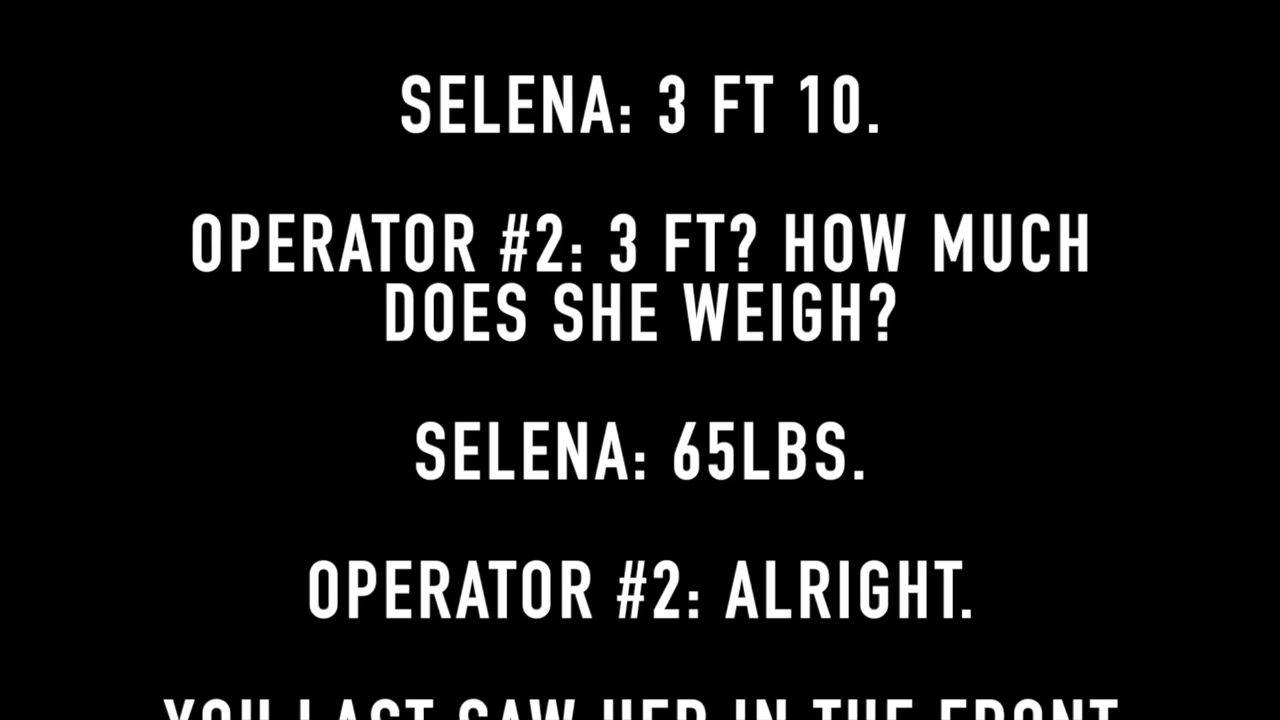 SELENA: 3 FT 10.
OPERATOR #2: 3 FT? HOW MUCH
DOES SHE WEIGH?
SELENA: 65LBS.
OPERATOR #2: ALRIGHT.
YOU LAST SAW HER IN THE FRONT